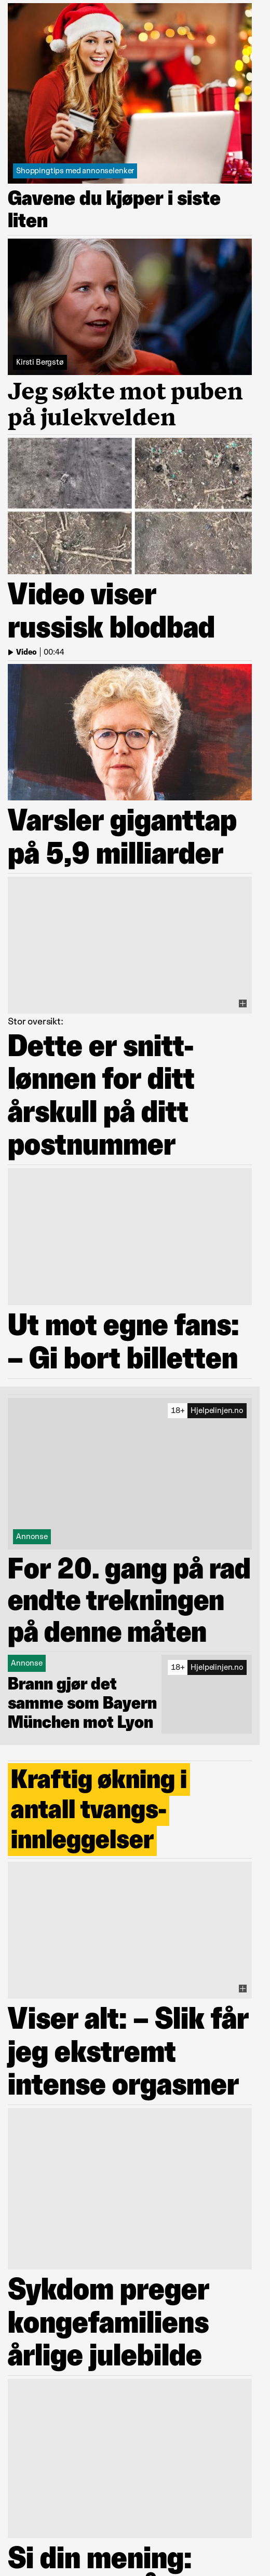 Shoppingtips med annonselenker
Gavene du kjøper i siste
liten
Kirsti Bergstø
Jeg søkte mot puben
på julekvelden
Video viser
russisk blodbad
Video | 00:44
Varsler giganttap
på 5,9 milliarder
Stor oversikt:
Dette er snitt-
lønnen for ditt
årskull på ditt
postnummer
Ut mot egne fans:
– Gi bort billetten
18+ Hjelpelinjen.no
Annonse
For 20. gang på rad
endte trekningen
på denne måten
Annonse
18+ Hjelpelinjen.no
Brann gjør det
samme som Bayern
München mot Lyon
Kraftig økning i
antall tvangs-
innleggelser
Viser alt: – Slik får
jeg ekstremt
intense orgasmer
Sykdom preger
kongefamiliens
årlige julebilde
Si din mening: